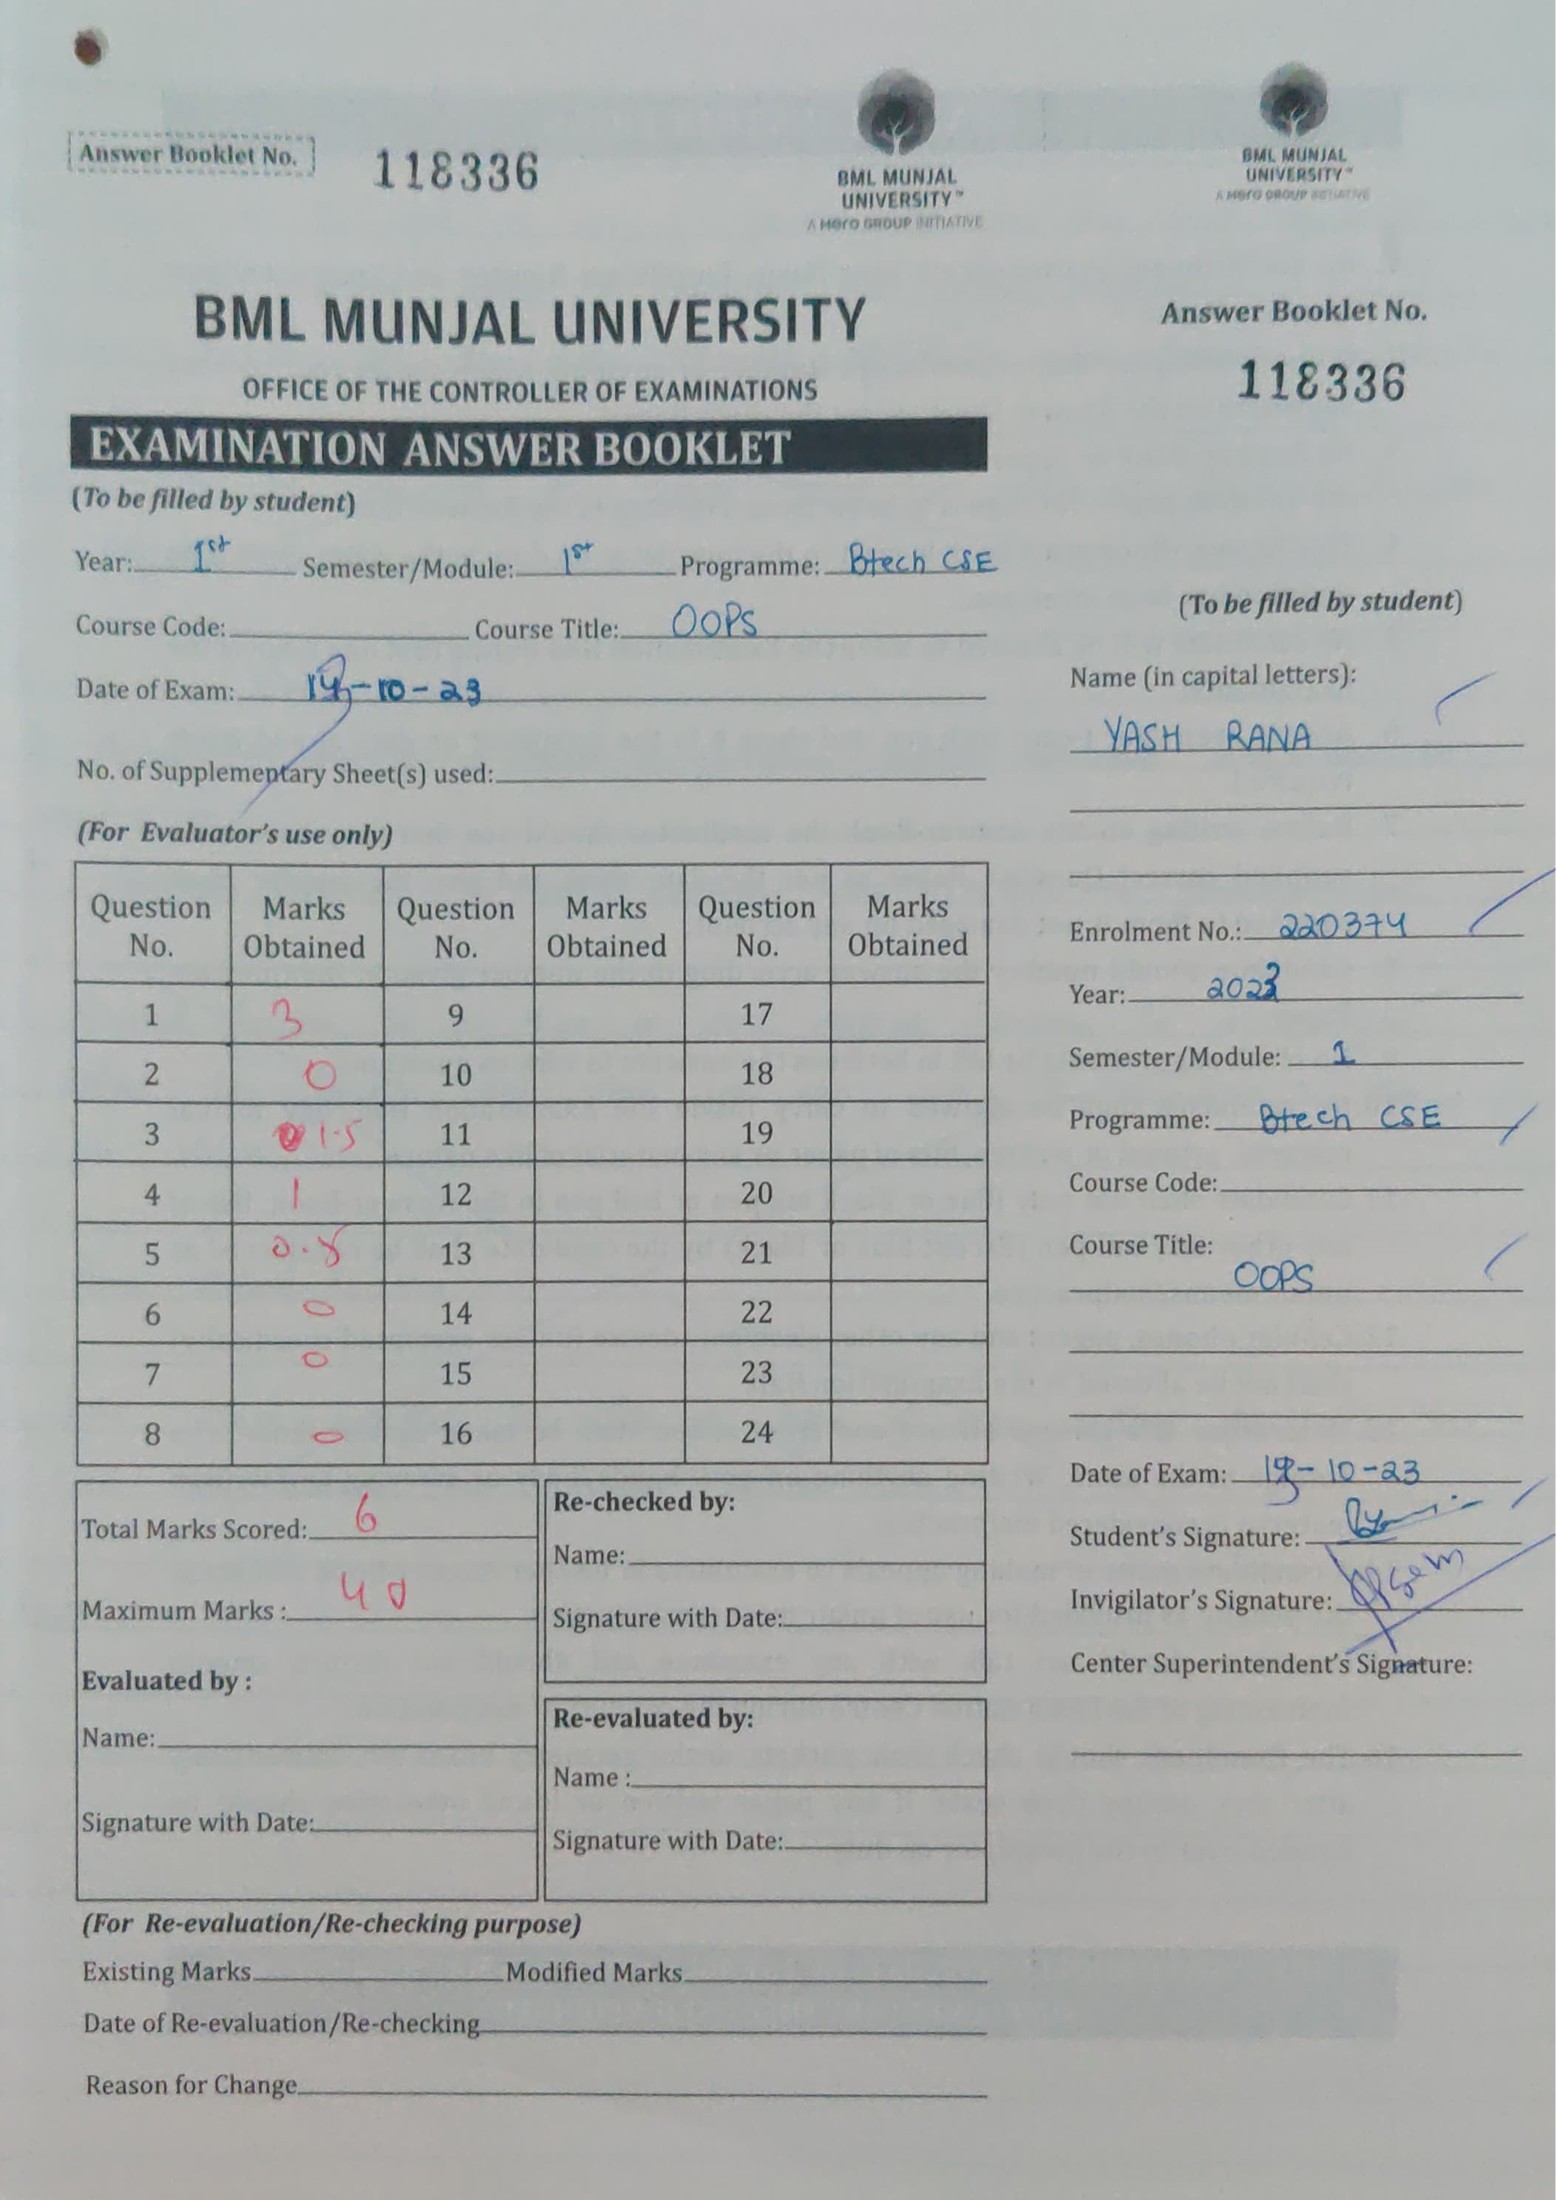 Answer Booklet No. 118336
BML MUNJAL
UNIVERSITY™
A Hero GROUP INITIATIVE
BML MUNJAL
UNIVERSITY™
A Hero GROUP INITIATIVE
BML MUNJAL UNIVERSITY
OFFICE OF THE CONTROLLER OF EXAMINATIONS
EXAMINATION ANSWER BOOKLET
(To be filled by student)
Year: 1st Semester/Module: 1st Programme: Btech CSE
Course Code: Course Title: OOPS
Date of Exam: -10-23
No. of Supplementary Sheet(s) used:
(For Evaluator's use only)
Question No. Marks Obtained Question No. Marks Obtained Question No. Marks Obtained
1 3 9 17
2 0 10 18
3 1.5 11 19
4 1 12 20
5 0.5 13 21
6 0 14 22
7 0 15 23
8 0 16 24
Total Marks Scored: 6
Maximum Marks : 40
Evaluated by :
Name:
Signature with Date:
Re-checked by:
Name:
Signature with Date:
Re-evaluated by:
Name :
Signature with Date:
(For Re-evaluation/Re-checking purpose)
Existing Marks Modified Marks
Date of Re-evaluation/Re-checking
Reason for Change
Answer Booklet No.
118336
(To be filled by student)
Name (in capital letters):
YASH RANA
Enrolment No.: 220374
Year: 2023
Semester/Module: 1
Programme: Btech CSE
Course Code:
Course Title:
OOPS
Date of Exam: -10-23
Student's Signature:
Invigilator's Signature:
Center Superintendent's Signature: